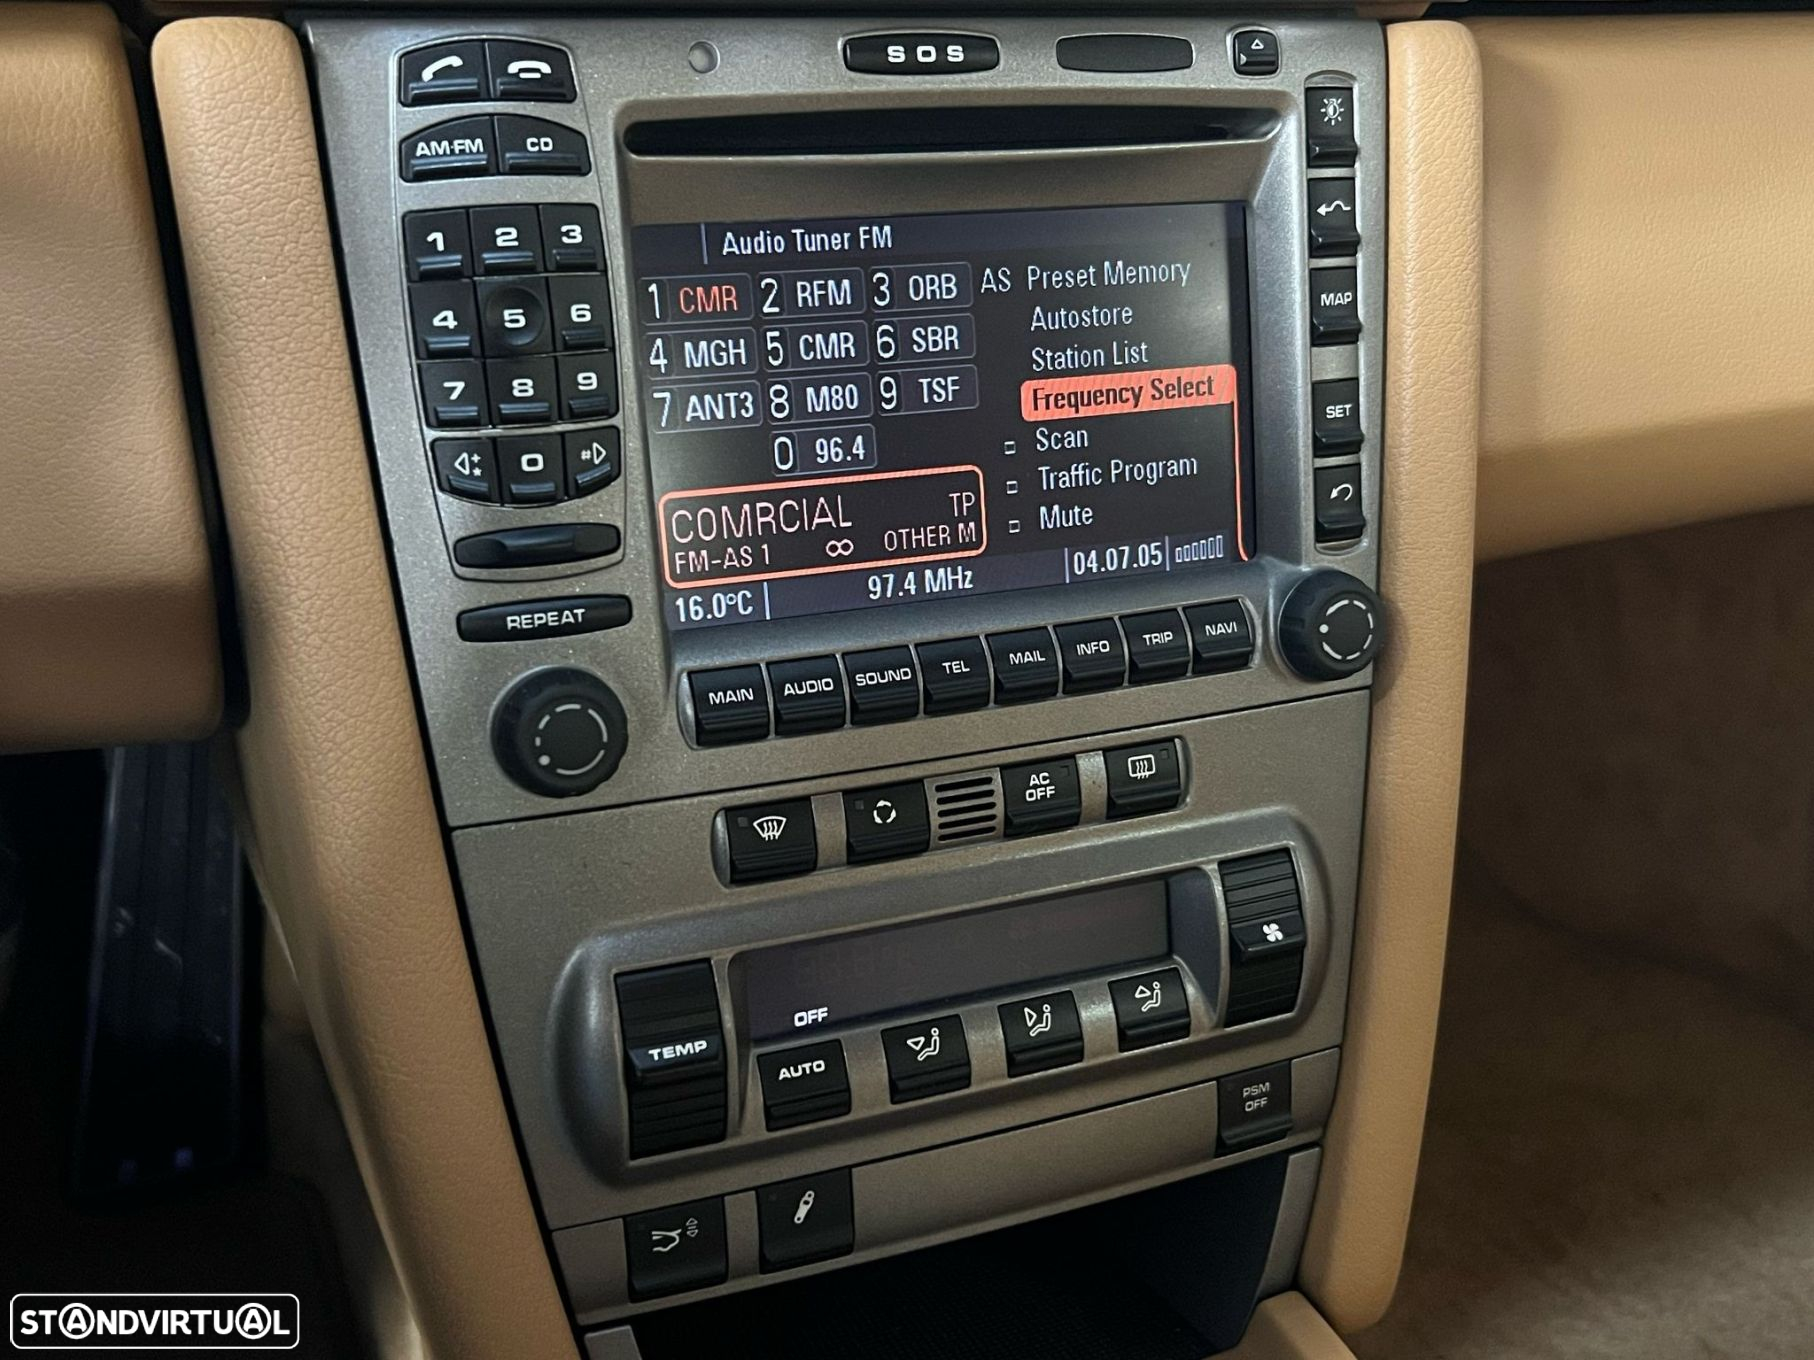 SOS
AM·FM CD
1 2 3
4 5 6
7 8 9
* 0 #
REPEAT
Audio Tuner FM
1 CMR 2 RFM 3 ORB
4 MGH 5 CMR 6 SBR
7 ANT3 8 M80 9 TSF
0 96.4
AS Preset Memory
Autostore
Station List
Frequency Select
Scan
Traffic Program
Mute
COMRCIAL TP
FM-AS 1 ∞ OTHER M
16.0°C 97.4 MHz 04.07.05
MAP
SET
MAIN AUDIO SOUND TEL MAIL INFO TRIP NAVI
AC
OFF
OFF
TEMP
AUTO
PSM
OFF
STANDVIRTUAL